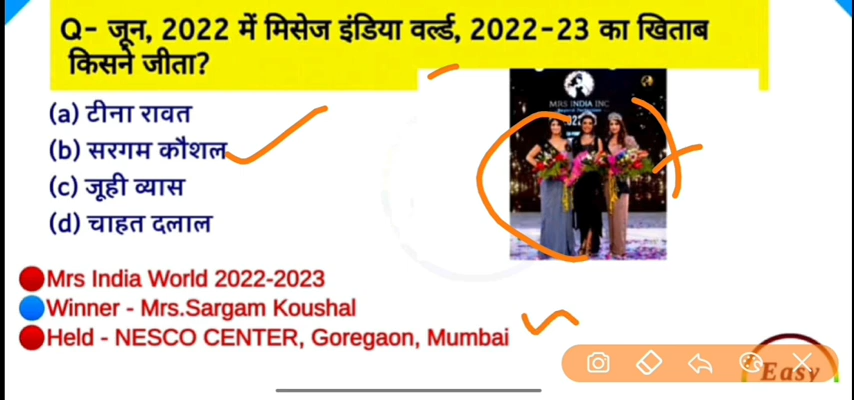 Q- जून, 2022 में मिसेज इंडिया वर्ल्ड, 2022-23 का खिताब
किसने जीता?
MRS INDIA INC
(a) टीना रावत
(b) सरगम कौशल
(c) जूही व्यास
(d) चाहत दलाल
Mrs India World 2022-2023
Winner - Mrs.Sargam Koushal
Held - NESCO CENTER, Goregaon, Mumbai
Easy